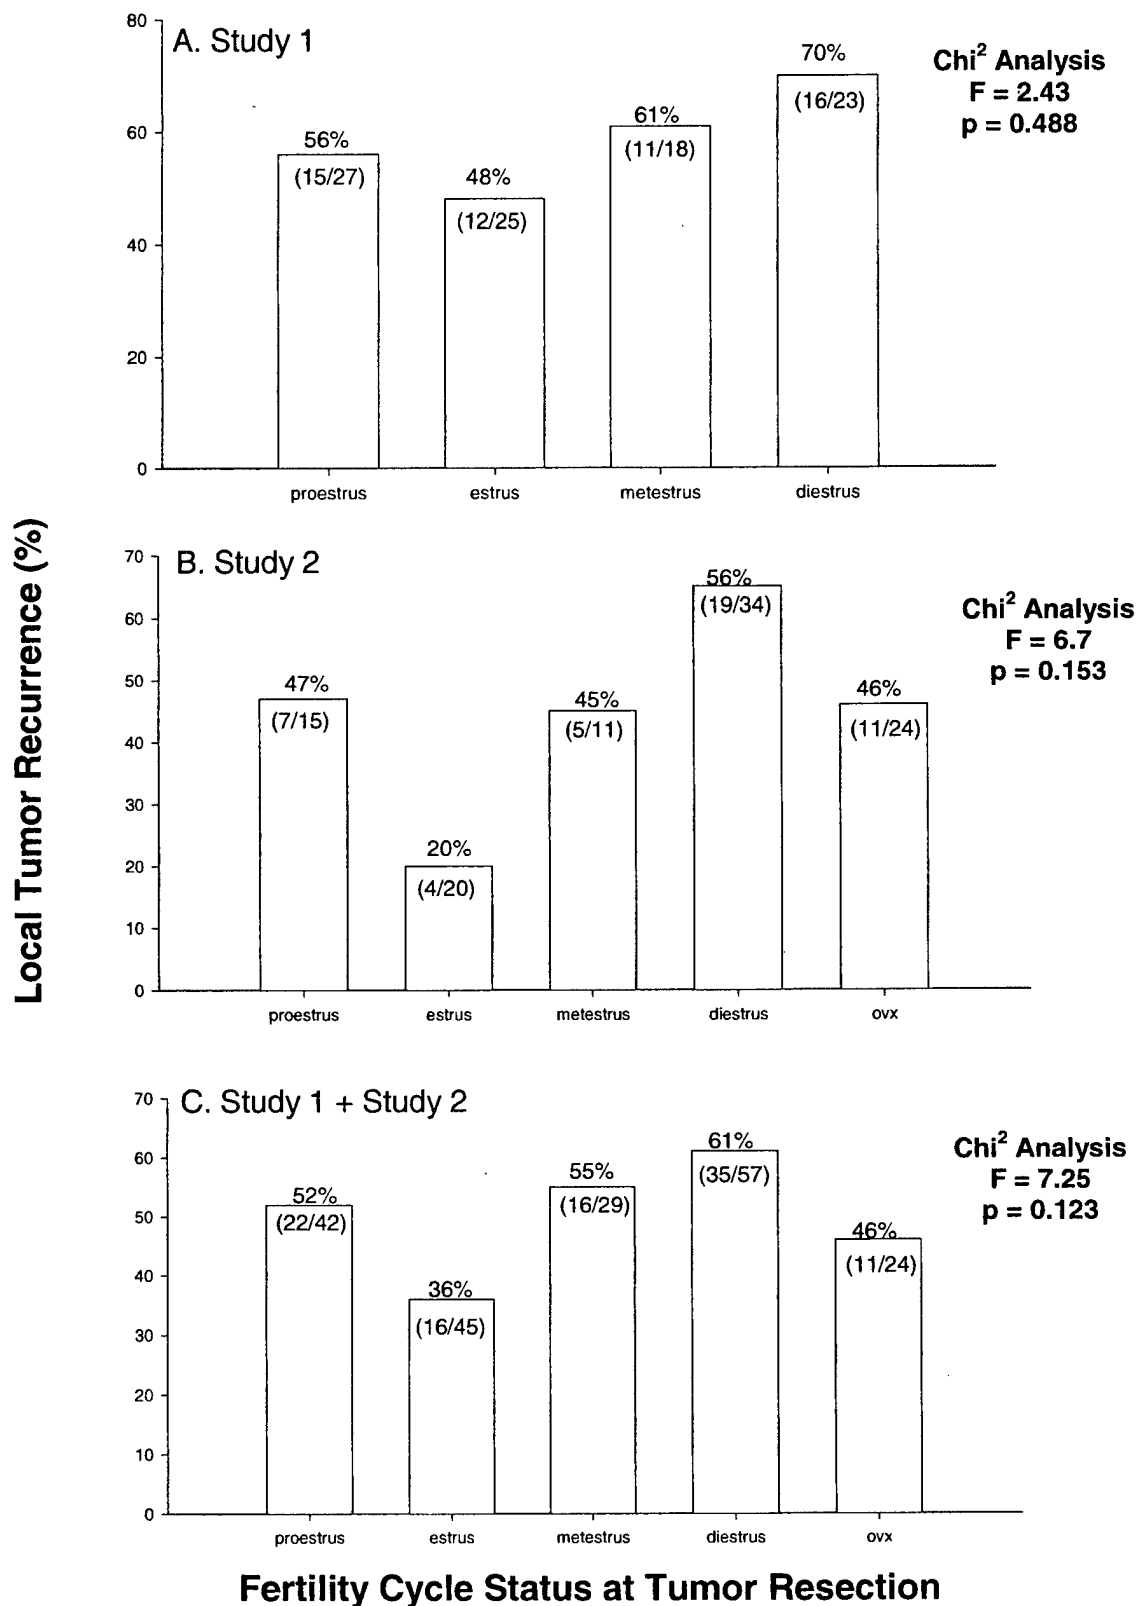 Local Tumor Recurrence (%)
A. Study 1
Chi² Analysis
F = 2.43
p = 0.488
80
60
40
20
0
56%
(15/27)
48%
(12/25)
61%
(11/18)
70%
(16/23)
proestrus estrus metestrus diestrus
B. Study 2
Chi² Analysis
F = 6.7
p = 0.153
70
60
50
40
30
20
10
0
47%
(7/15)
20%
(4/20)
45%
(5/11)
56%
(19/34)
46%
(11/24)
proestrus estrus metestrus diestrus ovx
C. Study 1 + Study 2
Chi² Analysis
F = 7.25
p = 0.123
70
60
50
40
30
20
10
0
52%
(22/42)
36%
(16/45)
55%
(16/29)
61%
(35/57)
46%
(11/24)
proestrus estrus metestrus diestrus ovx
Fertility Cycle Status at Tumor Resection